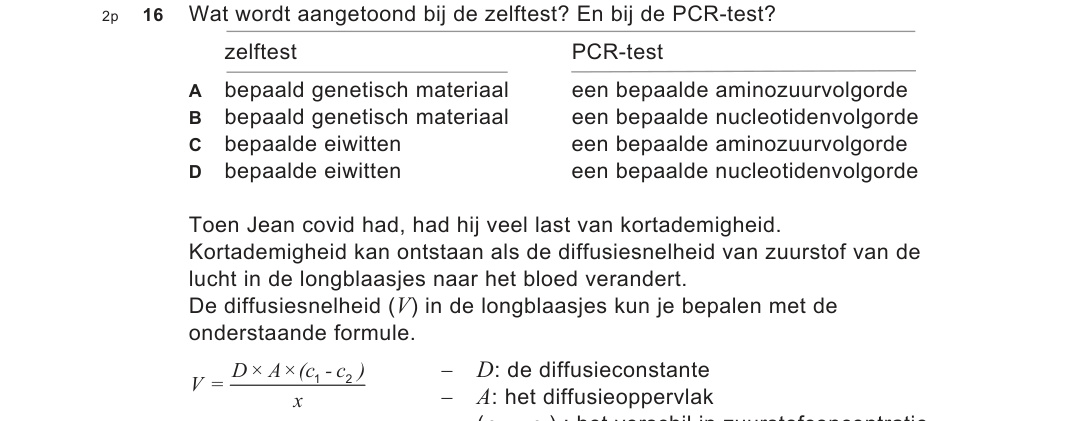 2p 16 Wat wordt aangetoond bij de zelftest? En bij de PCR-test?
zelftest PCR-test
A bepaald genetisch materiaal een bepaalde aminozuurvolgorde
B bepaald genetisch materiaal een bepaalde nucleotidenvolgorde
C bepaalde eiwitten een bepaalde aminozuurvolgorde
D bepaalde eiwitten een bepaalde nucleotidenvolgorde
Toen Jean covid had, had hij veel last van kortademigheid.
Kortademigheid kan ontstaan als de diffusiesnelheid van zuurstof van de
lucht in de longblaasjes naar het bloed verandert.
De diffusiesnelheid (V) in de longblaasjes kun je bepalen met de
onderstaande formule.
V = D × A × (c₁ - c₂) / x
– D: de diffusieconstante
– A: het diffusieoppervlak